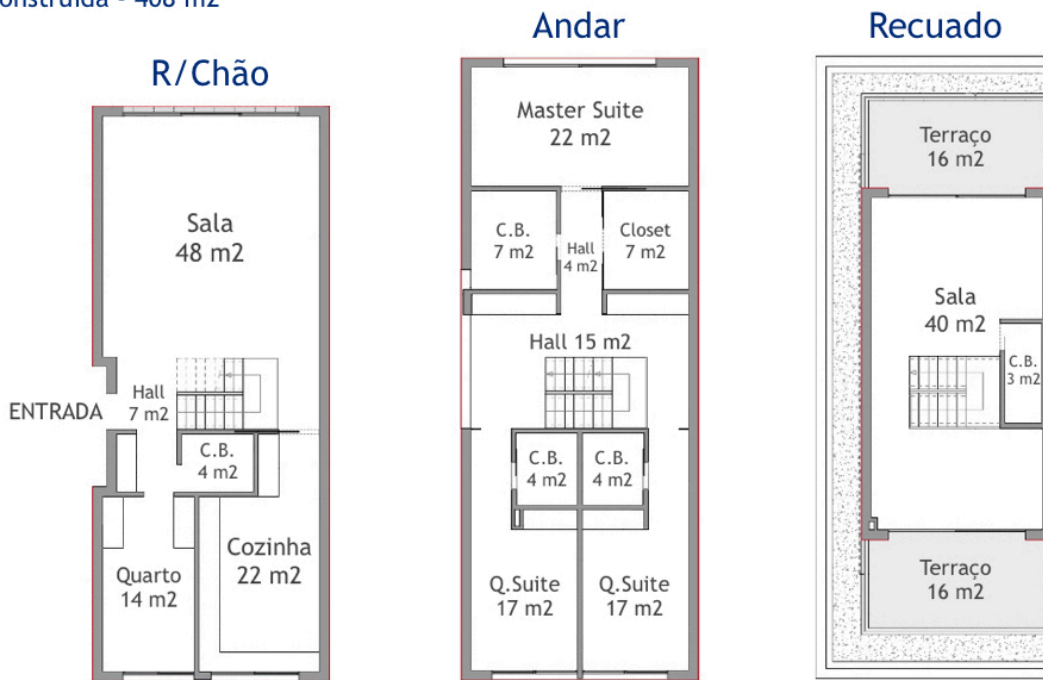 onstruída - 408 m2
R/Chão
Sala
48 m2
Hall
7 m2
ENTRADA
C.B.
4 m2
Cozinha
22 m2
Quarto
14 m2
Andar
Master Suite
22 m2
C.B.
7 m2
Hall
4 m2
Closet
7 m2
Hall 15 m2
C.B.
4 m2
C.B.
4 m2
Q.Suite
17 m2
Q.Suite
17 m2
Recuado
Terraço
16 m2
Sala
40 m2
C.B.
3 m2
Terraço
16 m2